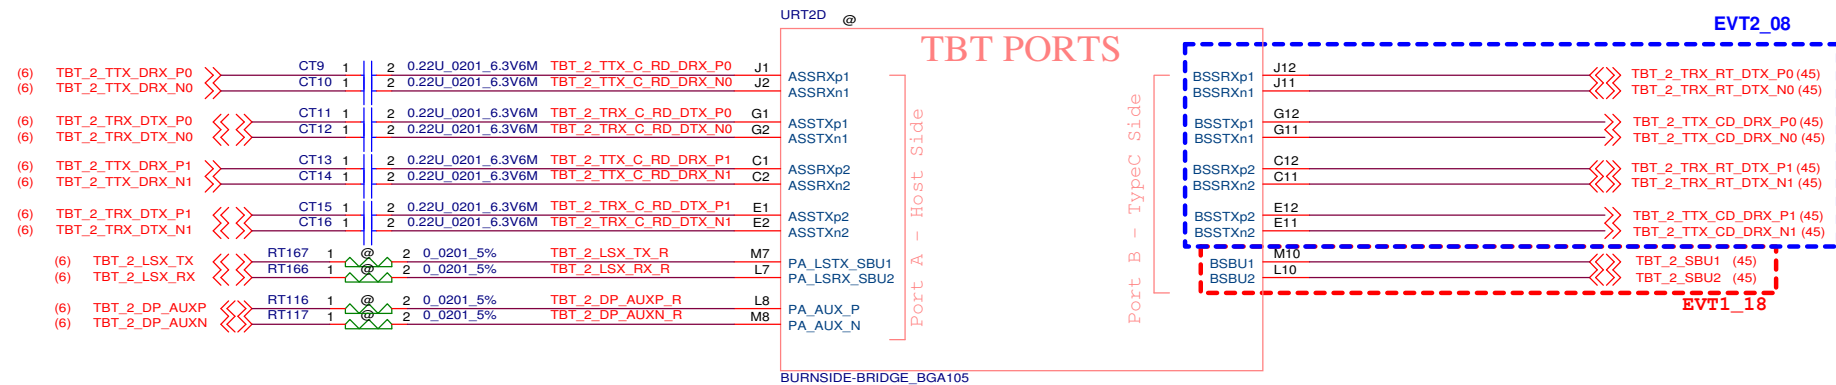 URT2D @
EVT2_08
TBT PORTS
(6) TBT_2_TTX_DRX_P0 CT9 1 2 0.22U_0201_6.3V6M TBT_2_TTX_C_RD_DRX_P0 J1 ASSRXp1 BSSRXp1 J12 TBT_2_TRX_RT_DTX_P0 (45)
(6) TBT_2_TTX_DRX_N0 CT10 1 2 0.22U_0201_6.3V6M TBT_2_TTX_C_RD_DRX_N0 J2 ASSRXn1 BSSRXn1 J11 TBT_2_TRX_RT_DTX_N0 (45)
(6) TBT_2_TRX_DTX_P0 CT11 1 2 0.22U_0201_6.3V6M TBT_2_TRX_C_RD_DTX_P0 G1 ASSTXp1 BSSTXp1 G12 TBT_2_TTX_CD_DRX_P0 (45)
(6) TBT_2_TRX_DTX_N0 CT12 1 2 0.22U_0201_6.3V6M TBT_2_TRX_C_RD_DRX_N0 G2 ASSTXn1 BSSTXn1 G11 TBT_2_TTX_CD_DRX_N0 (45)
(6) TBT_2_TTX_DRX_P1 CT13 1 2 0.22U_0201_6.3V6M TBT_2_TTX_C_RD_DRX_P1 C1 ASSRXp2 BSSRXp2 C12 TBT_2_TRX_RT_DTX_P1 (45)
(6) TBT_2_TTX_DRX_N1 CT14 1 2 0.22U_0201_6.3V6M TBT_2_TTX_C_RD_DRX_N1 C2 ASSRXn2 BSSRXn2 C11 TBT_2_TRX_RT_DTX_N1 (45)
(6) TBT_2_TRX_DTX_P1 CT15 1 2 0.22U_0201_6.3V6M TBT_2_TRX_C_RD_DRX_P1 E1 ASSTXp2 BSSTXp2 E12 TBT_2_TTX_CD_DRX_P1 (45)
(6) TBT_2_TRX_DTX_N1 CT16 1 2 0.22U_0201_6.3V6M TBT_2_TRX_C_RD_DRX_N1 E2 ASSTXn2 BSSTXn2 E11 TBT_2_TTX_CD_DRX_N1 (45)
(6) TBT_2_LSX_TX RT167 1 @ 2 0_0201_5% TBT_2_LSX_TX_R M7 PA_LSTX_SBU1 BSBU1 M10 TBT_2_SBU1 (45)
(6) TBT_2_LSX_RX RT166 1 @ 2 0_0201_5% TBT_2_LSX_RX_R L7 PA_LSRX_SBU2 BSBU2 L10 TBT_2_SBU2 (45)
(6) TBT_2_DP_AUXP RT116 1 @ 2 0_0201_5% TBT_2_DP_AUXP_R L8 PA_AUX_P
(6) TBT_2_DP_AUXN RT117 1 @ 2 0_0201_5% TBT_2_DP_AUXN_R M8 PA_AUX_N
Port A - Host Side
Port B - TypeC Side
EVT1_18
BURNSIDE-BRIDGE_BGA105